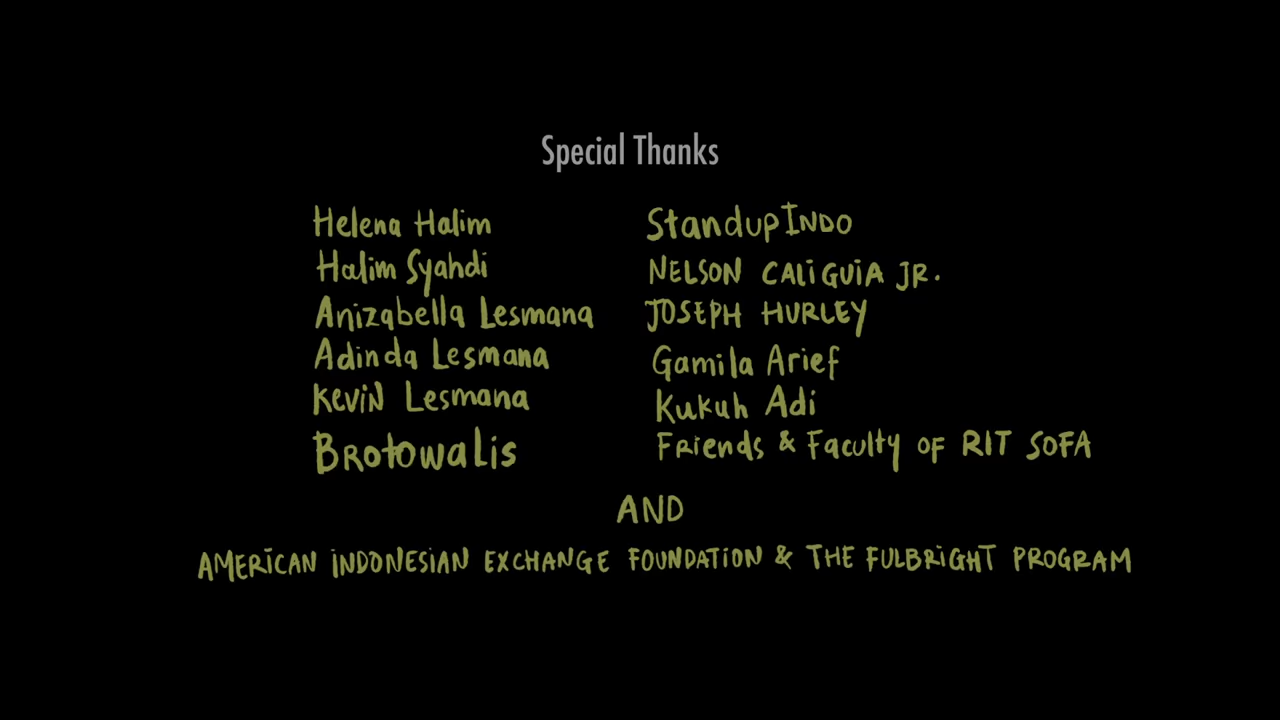 Special Thanks
Helena Halim
Halim Syahdi
Anizabella Lesmana
Adinda Lesmana
Kevin Lesmana
Brotowalis
StandupIndo
NELSON CALIGUIA JR.
JOSEPH HURLEY
Gamila Arief
Kukuh Adi
Friends & Faculty of RIT SOFA
AND
AMERICAN INDONESIAN EXCHANGE FOUNDATION & THE FULBRIGHT PROGRAM